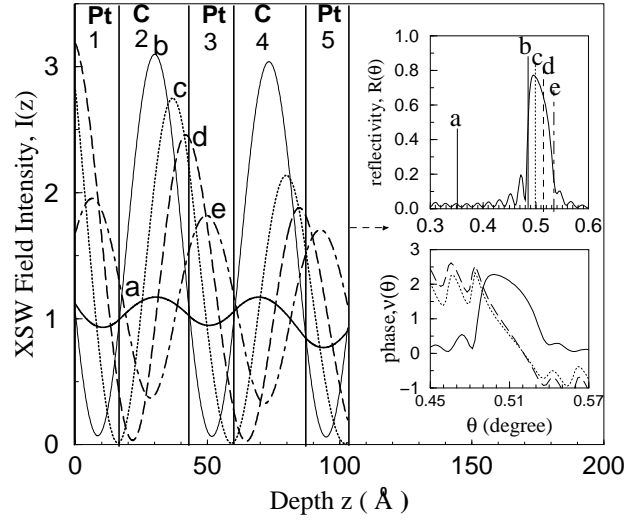 Pt C Pt C Pt
1 2 3 4 5
b
c
d
e
a
3
2
1
0
XSW Field Intensity, I(z)
0 50 100 150 200
Depth z ( Å )
1.0
0.8
0.6
0.4
0.2
0.0
reflectivity, R(θ)
b
c
d
e
a
0.3 0.4 0.5 0.6
3
2
1
0
−1
phase,ν(θ)
0.45 0.51 0.57
θ (degree)